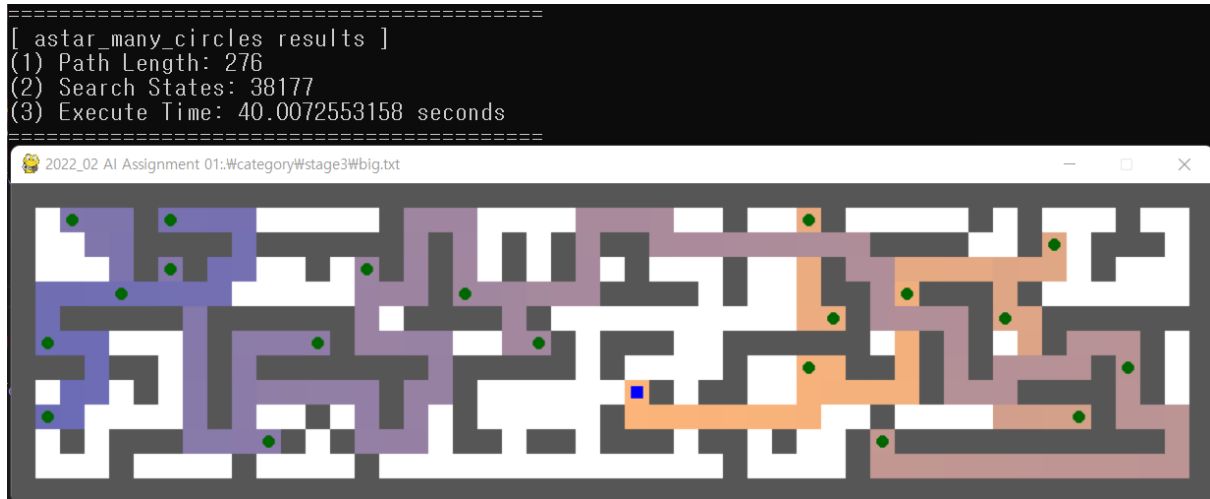 ==========================================
[ astar_many_circles results ]
(1) Path Length: 276
(2) Search States: 38177
(3) Execute Time: 40.0072553158 seconds
==========================================
2022_02 AI Assignment 01:.₩category₩stage3₩big.txt